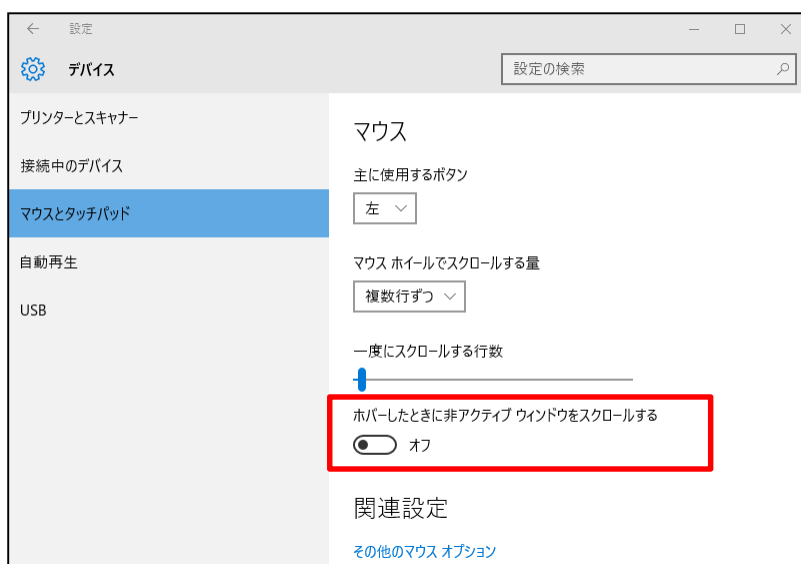 設定
デバイス
設定の検索
プリンターとスキャナー
接続中のデバイス
マウスとタッチパッド
自動再生
USB
マウス
主に使用するボタン
左
マウス ホイールでスクロールする量
複数行ずつ
一度にスクロールする行数
ホバーしたときに非アクティブ ウィンドウをスクロールする
オフ
関連設定
その他のマウス オプション